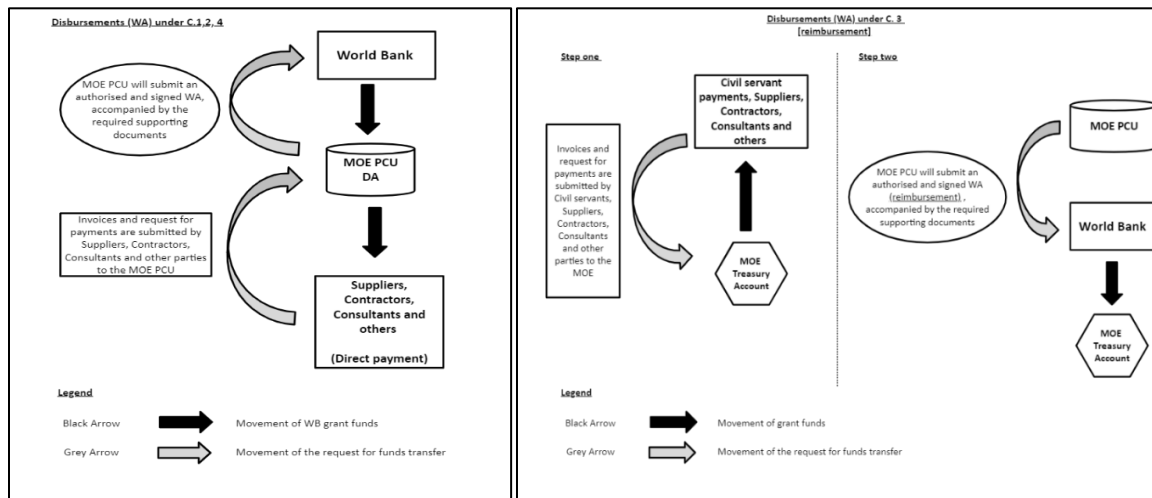 Disbursements (WA) under C.1,2, 4
World Bank
MOE PCU will submit an
authorised and signed WA,
accompanied by the
required supporting
documents
MOE PCU
DA
Invoices and request for
payments are submitted by
Suppliers, Contractors,
Consultants and other parties
to the MOE PCU
Suppliers,
Contractors,
Consultants and
others
(Direct payment)
Legend
Black Arrow
Movement of WB grant funds
Grey Arrow
Movement of the request for funds transfer
Disbursements (WA) under C. 3
[reimbursement]
Step one
Civil servant
payments, Suppliers,
Contractors,
Consultants and
others
Invoices and
request for
payments are
submitted by
Civil servants,
Suppliers,
Contractors,
Consultants
and other
parties to the
MOE
MOE
Treasury
Account
Step two
MOE PCU
MOE PCU will submit an
authorised and signed WA
(reimbursement) ,
accompanied by the required
supporting documents
World Bank
MOE
Treasury
Account
Legend
Black Arrow
Movement of grant funds
Grey Arrow
Movement of the request for funds transfer